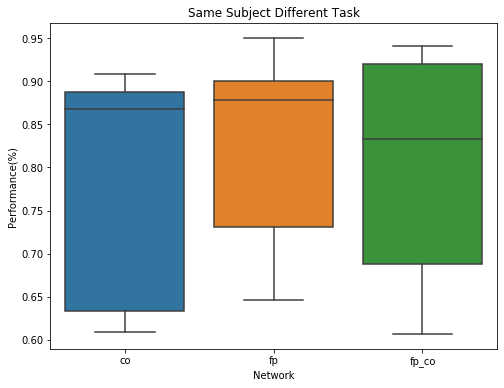 Same Subject Different Task
Performance(%)
0.95
0.90
0.85
0.80
0.75
0.70
0.65
0.60
co
fp
fp_co
Network